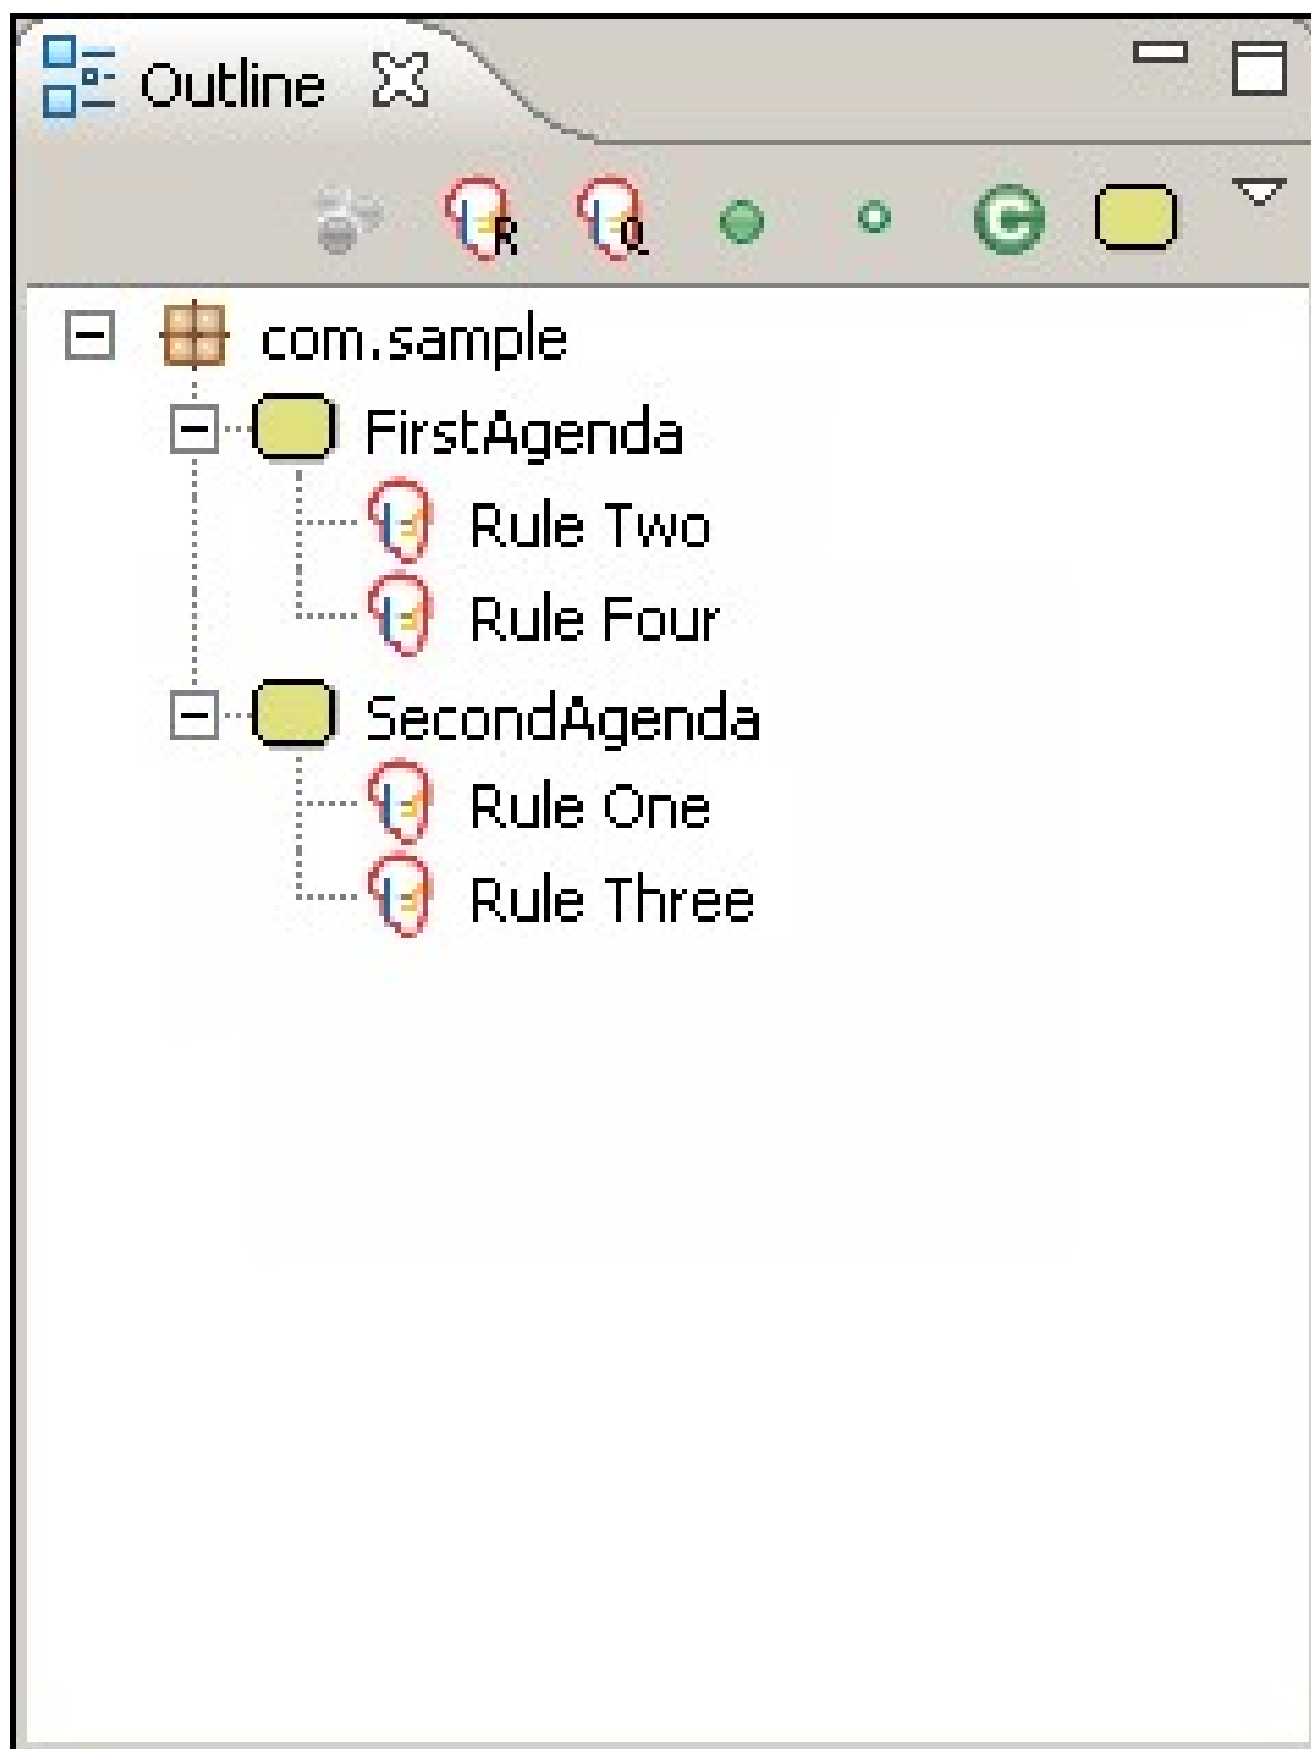 Outline
R Q C
com.sample
FirstAgenda
Rule Two
Rule Four
SecondAgenda
Rule One
Rule Three